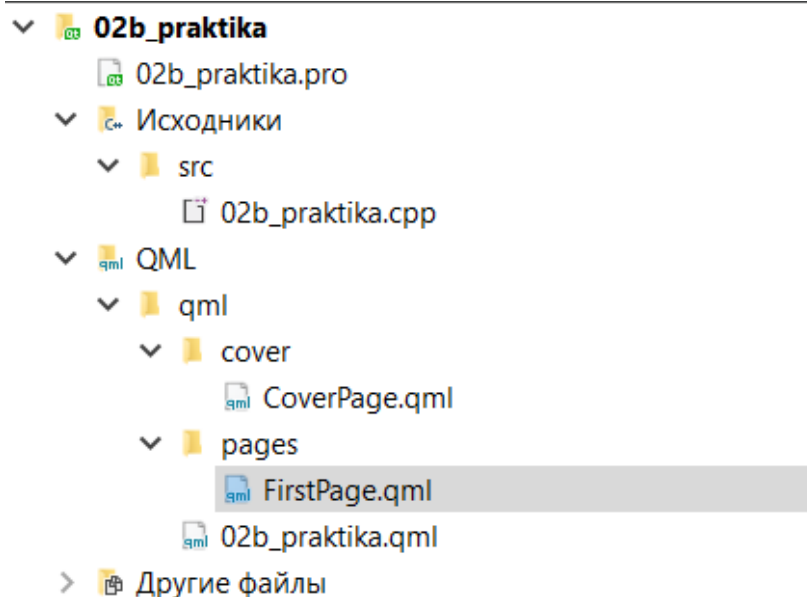 02b_praktika
02b_praktika.pro
Исходники
src
02b_praktika.cpp
QML
qml
cover
CoverPage.qml
pages
FirstPage.qml
02b_praktika.qml
Другие файлы